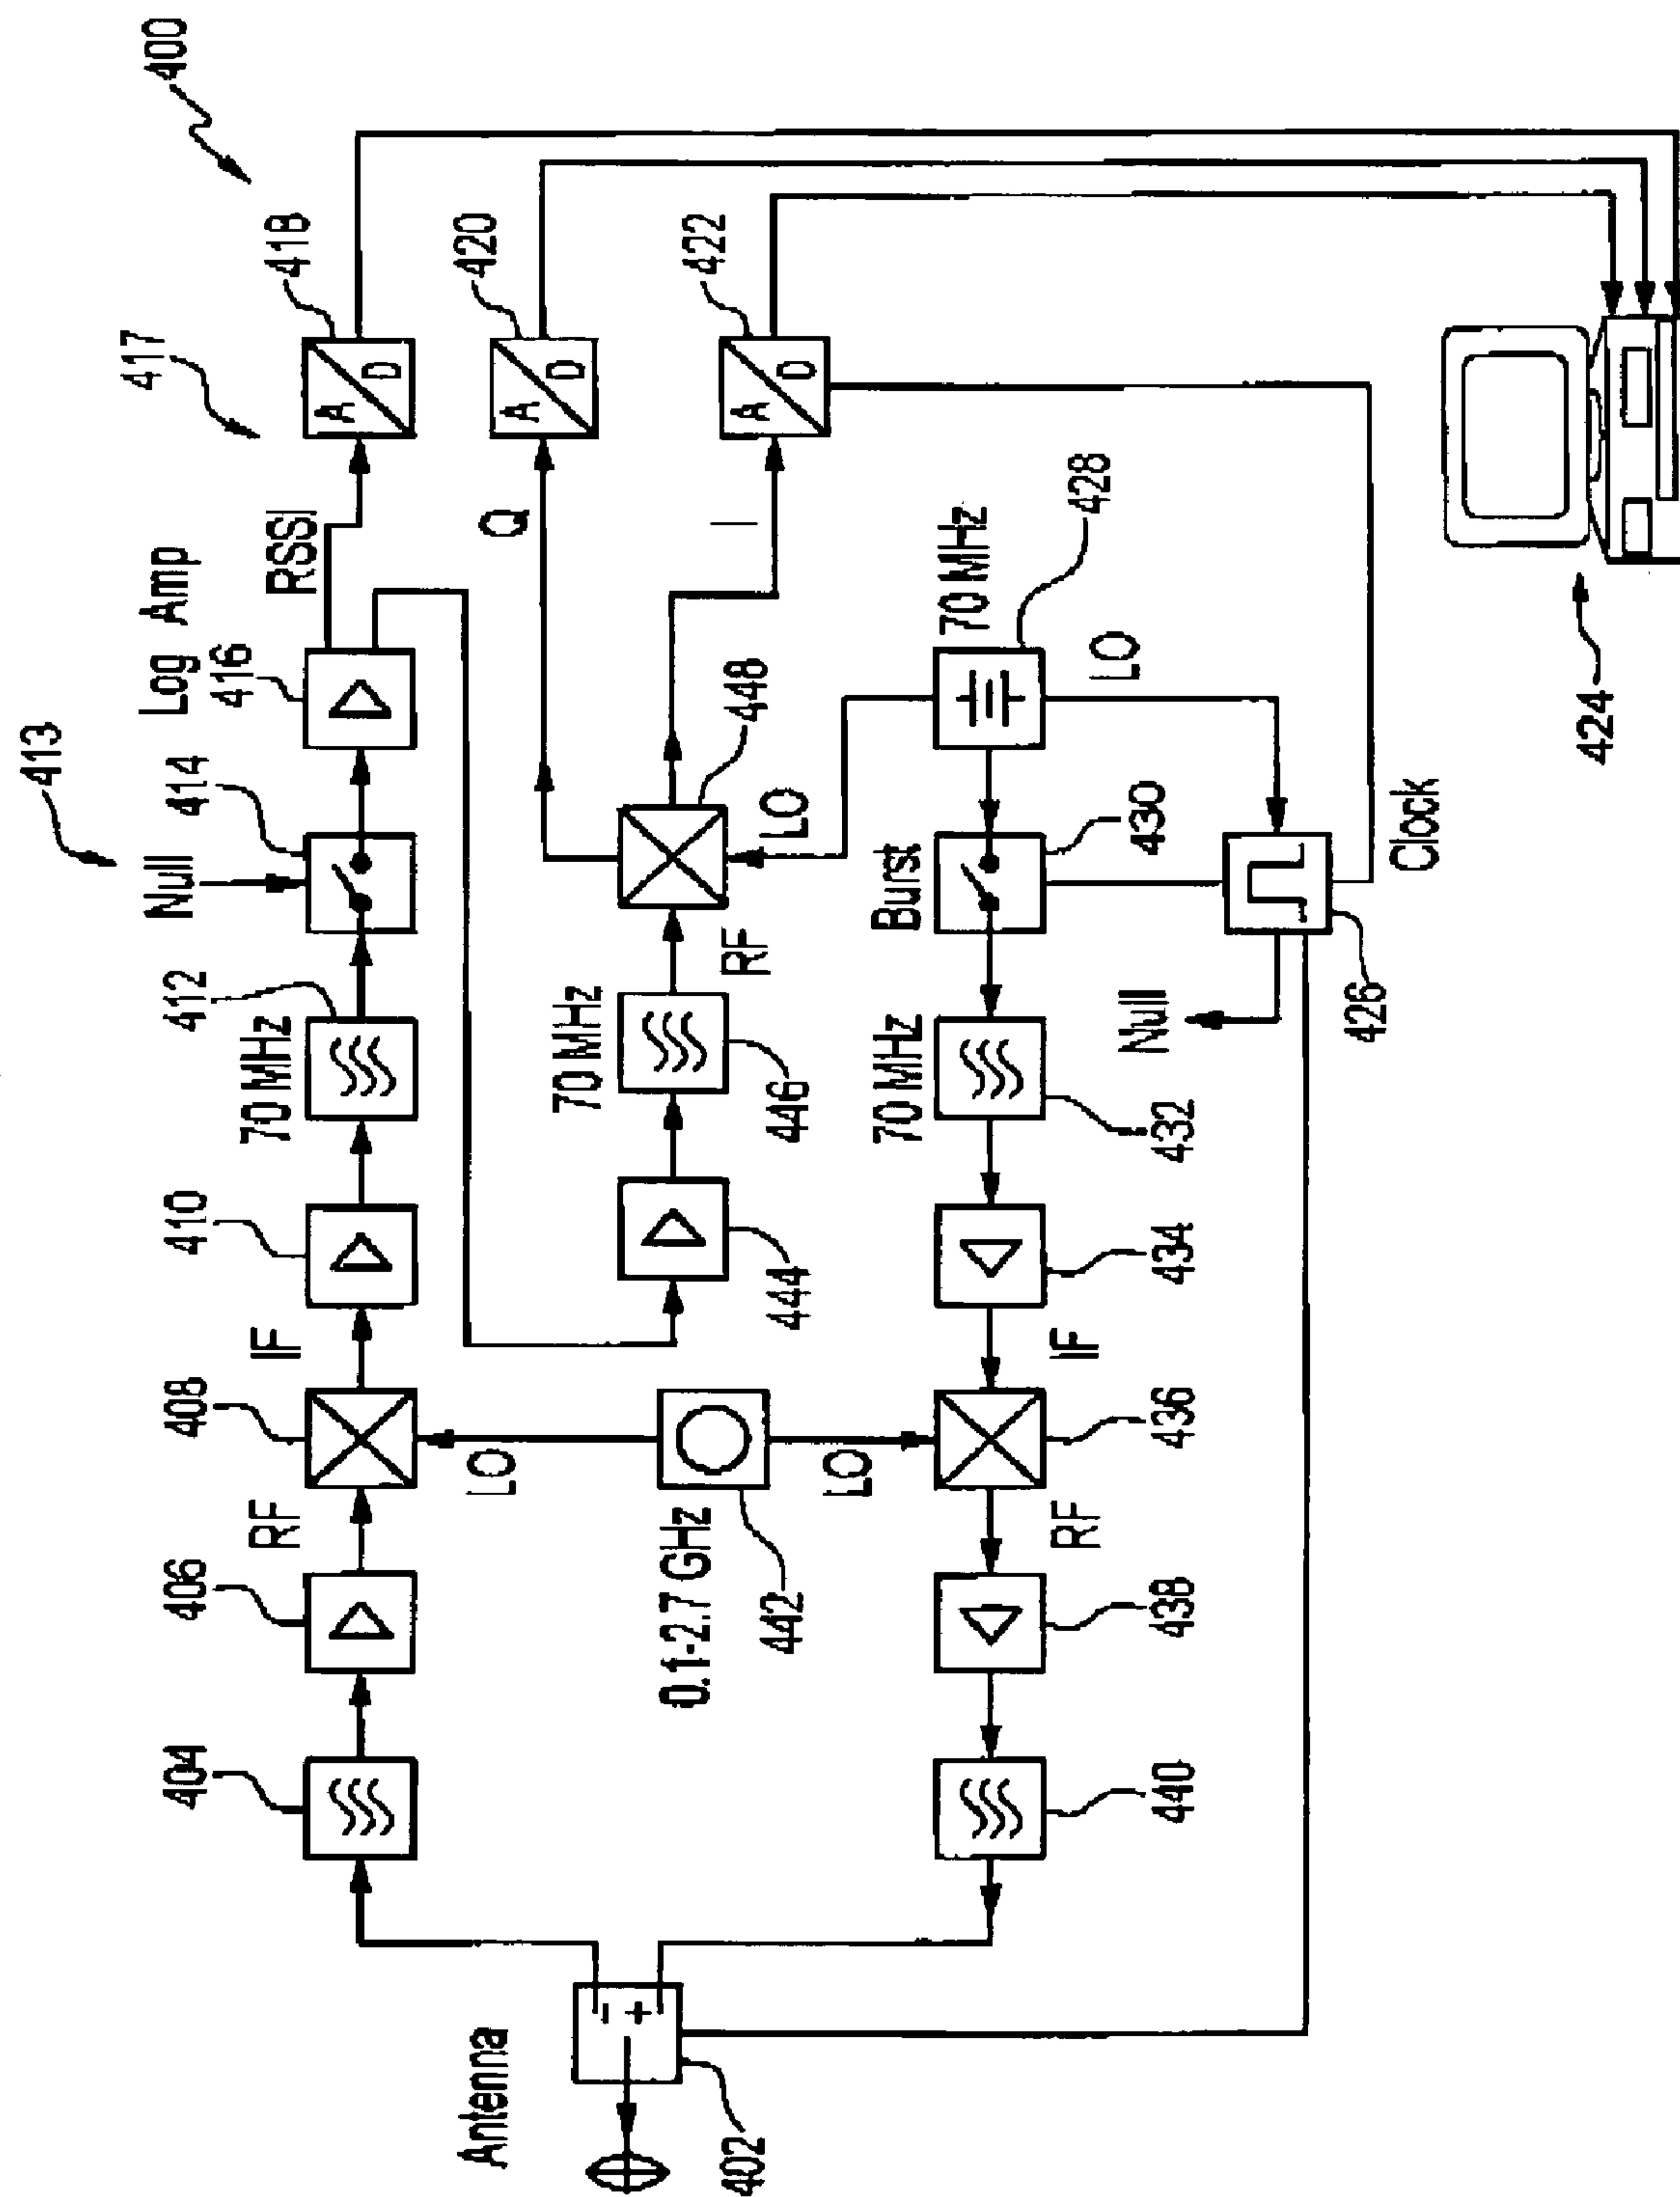 400
413
417
Null
Log Amp
404
406
408
410
412
414
416
418
RF
IF
70 MHz
RSSI
A
D
Q
420
A
D
LO
70 MHz
444
446
RF
448
LO
I
422
A
D
Antenna
-
+
402
0.1-2.7 GHz
442
LO
70 MHz
Burst
70 MHz
428
LO
RF
IF
440
438
436
434
432
430
Null
426
Clock
424